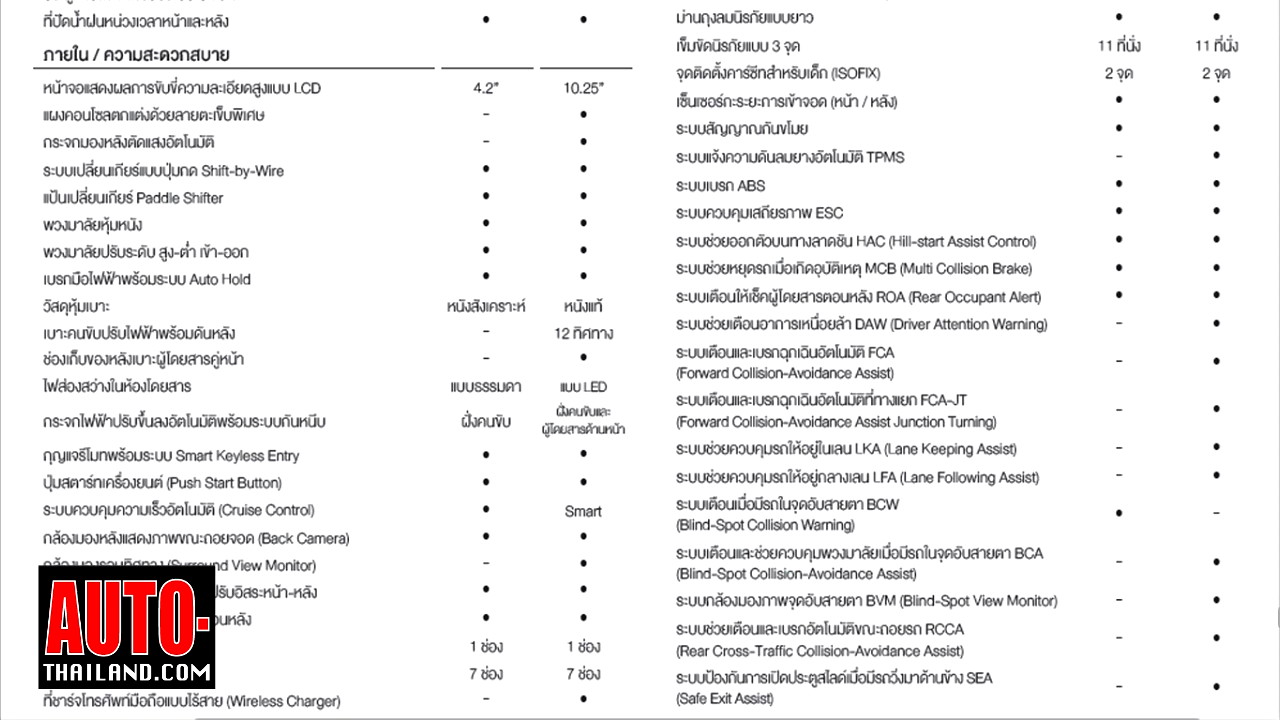 ที่ปัดน้ำฝนหน่วงเวลาหน้าและหลัง • •
ภายใน / ความสะดวกสบาย
หน้าจอแสดงผลการขับขี่ความละเอียดสูงแบบ LCD 4.2" 10.25"
แผงคอนโซลตกแต่งด้วยลายตะเข็บพิเศษ - •
กระจกมองหลังตัดแสงอัตโนมัติ - •
ระบบเปลี่ยนเกียร์แบบปุ่มกด Shift-by-Wire • •
แป้นเปลี่ยนเกียร์ Paddle Shifter • •
พวงมาลัยหุ้มหนัง • •
พวงมาลัยปรับระดับ สูง-ต่ำ เข้า-ออก • •
เบรกมือไฟฟ้าพร้อมระบบ Auto Hold • •
วัสดุหุ้มเบาะ หนังสังเคราะห์ หนังแท้
เบาะคนขับปรับไฟฟ้าพร้อมดันหลัง - 12 ทิศทาง
ช่องเก็บของหลังเบาะผู้โดยสารคู่หน้า - •
ไฟส่องสว่างในห้องโดยสาร แบบธรรมดา แบบ LED
กระจกไฟฟ้าปรับขึ้นลงอัตโนมัติพร้อมระบบกันหนีบ ฝั่งคนขับ ฝั่งคนขับและ
ผู้โดยสารด้านหน้า
กุญแจรีโมทพร้อมระบบ Smart Keyless Entry • •
ปุ่มสตาร์ทเครื่องยนต์ (Push Start Button) • •
ระบบควบคุมความเร็วอัตโนมัติ (Cruise Control) • Smart
กล้องมองหลังแสดงภาพขณะถอยจอด (Back Camera) • •
กล้องมองรอบทิศทาง (Surround View Monitor) - •
ปรับอิสระหน้า-หลัง • •
อนหลัง • •
1 ช่อง 1 ช่อง
7 ช่อง 7 ช่อง
ที่ชาร์จโทรศัพท์มือถือแบบไร้สาย (Wireless Charger) - •
ม่านถุงลมนิรภัยแบบยาว • •
เข็มขัดนิรภัยแบบ 3 จุด 11 ที่นั่ง 11 ที่นั่ง
จุดติดตั้งคาร์ซีทสำหรับเด็ก (ISOFIX) 2 จุด 2 จุด
เซ็นเซอร์กะระยะการเข้าจอด (หน้า / หลัง) • •
ระบบสัญญาณกันขโมย • •
ระบบแจ้งความดันลมยางอัตโนมัติ TPMS - •
ระบบเบรก ABS • •
ระบบควบคุมเสถียรภาพ ESC • •
ระบบช่วยออกตัวบนทางลาดชัน HAC (Hill-start Assist Control) • •
ระบบช่วยหยุดรถเมื่อเกิดอุบัติเหตุ MCB (Multi Collision Brake) • •
ระบบเตือนให้เช็คผู้โดยสารตอนหลัง ROA (Rear Occupant Alert) • •
ระบบช่วยเตือนอาการเหนื่อยล้า DAW (Driver Attention Warning) - •
ระบบเตือนและเบรกฉุกเฉินอัตโนมัติ FCA
(Forward Collision-Avoidance Assist) - •
ระบบเตือนและเบรกฉุกเฉินอัตโนมัติที่ทางแยก FCA-JT
(Forward Collision-Avoidance Assist Junction Turning) - •
ระบบช่วยควบคุมรถให้อยู่ในเลน LKA (Lane Keeping Assist) - •
ระบบช่วยควบคุมรถให้อยู่กลางเลน LFA (Lane Following Assist) - •
ระบบเตือนเมื่อมีรถในจุดอับสายตา BCW
(Blind-Spot Collision Warning) • -
ระบบเตือนและช่วยควบคุมพวงมาลัยเมื่อมีรถในจุดอับสายตา BCA
(Blind-Spot Collision-Avoidance Assist) - •
ระบบกล้องมองภาพจุดอับสายตา BVM (Blind-Spot View Monitor) - •
ระบบช่วยเตือนและเบรกอัตโนมัติขณะถอยรถ RCCA
(Rear Cross-Traffic Collision-Avoidance Assist) - •
ระบบป้องกันการเปิดประตูสไลด์เมื่อมีรถวิ่งมาด้านข้าง SEA
(Safe Exit Assist) - •
AUTO-
THAILAND.COM